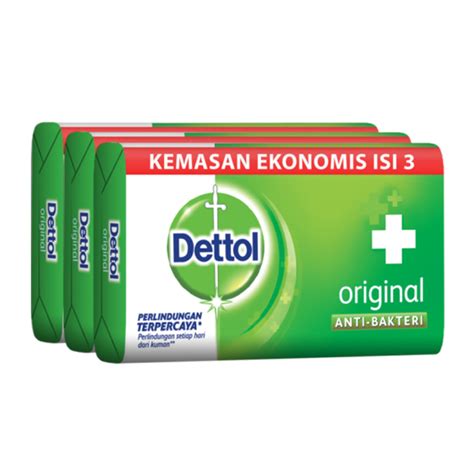 KEMASAN EKONOMIS ISI 3
Dettol
original
ANTI-BAKTERI
PERLINDUNGAN
TERPERCAYA*
Perlindungan setiap hari
dari kuman**
Dettol
original
Dettol
original
Dettol
original